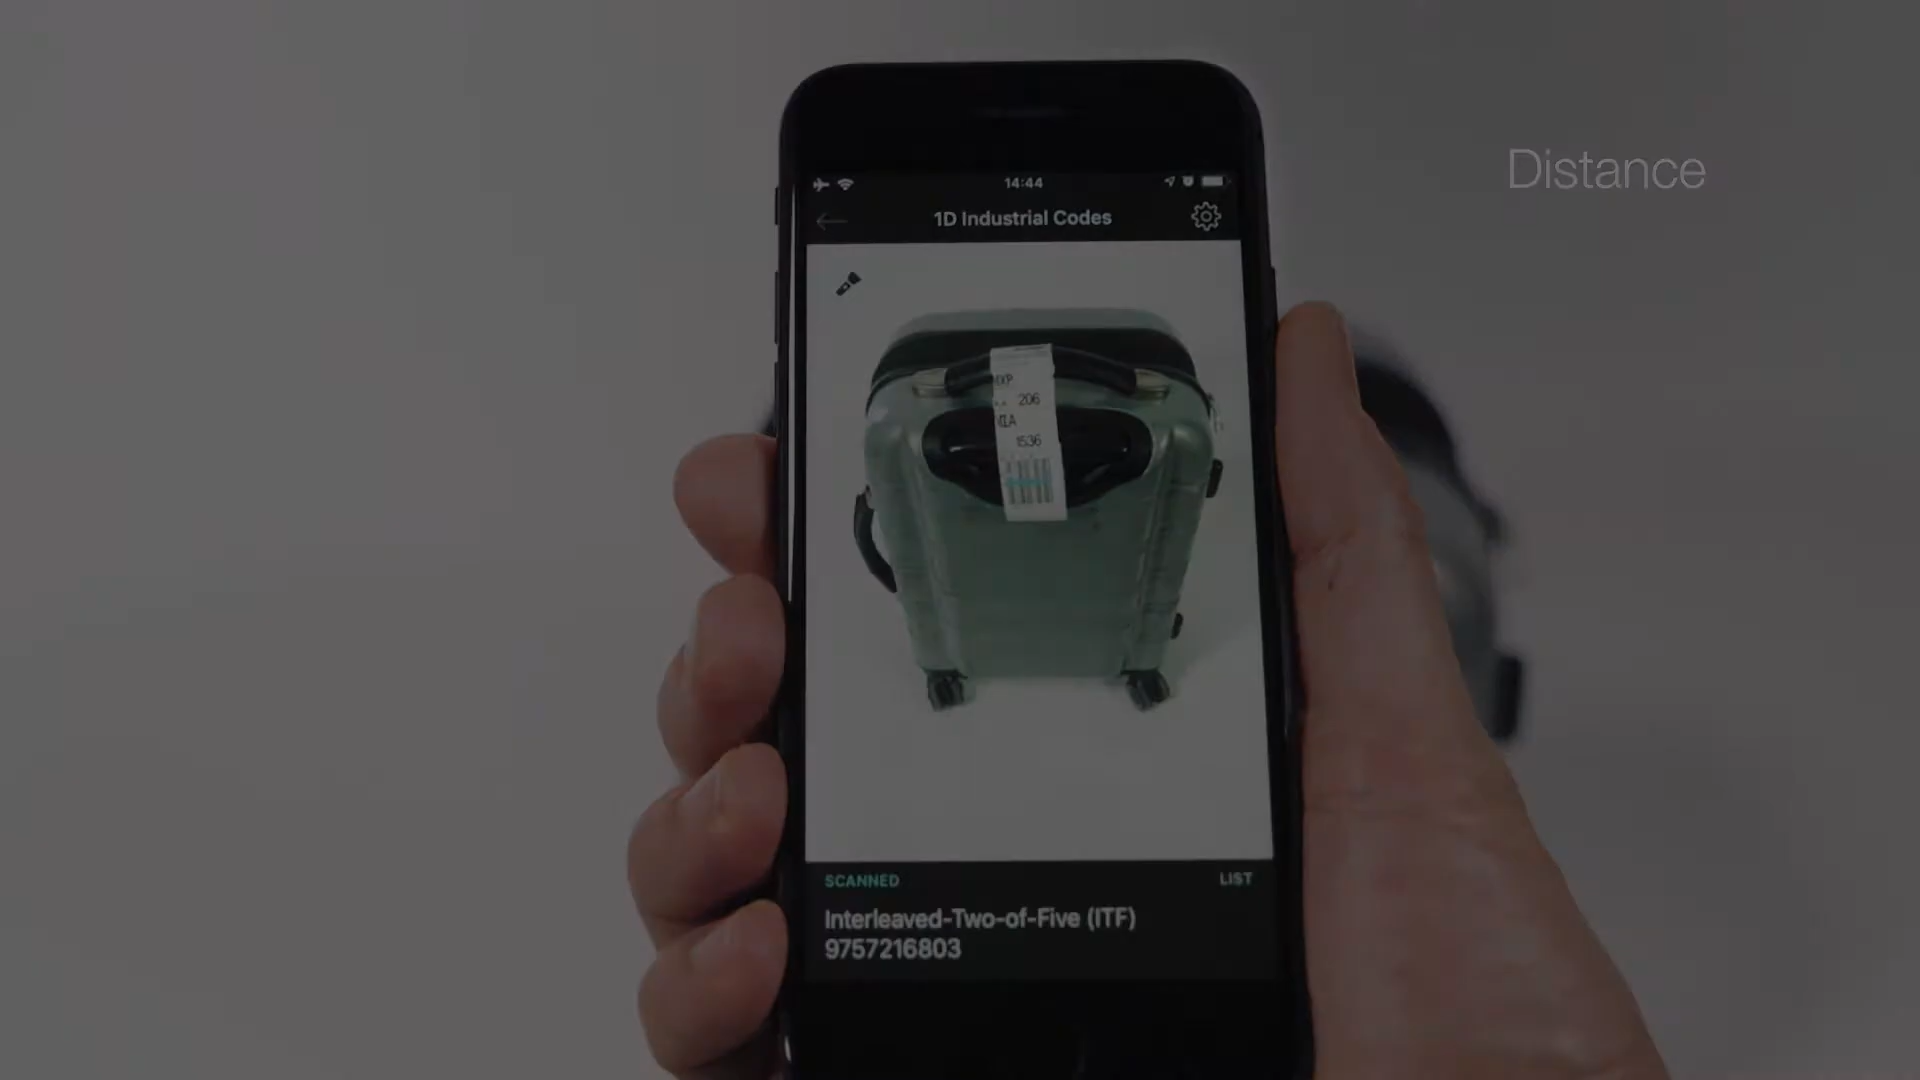 Distance
14:44
1D Industrial Codes
206
1536
SCANNED
LIST
Interleaved-Two-of-Five (ITF)
9757216803